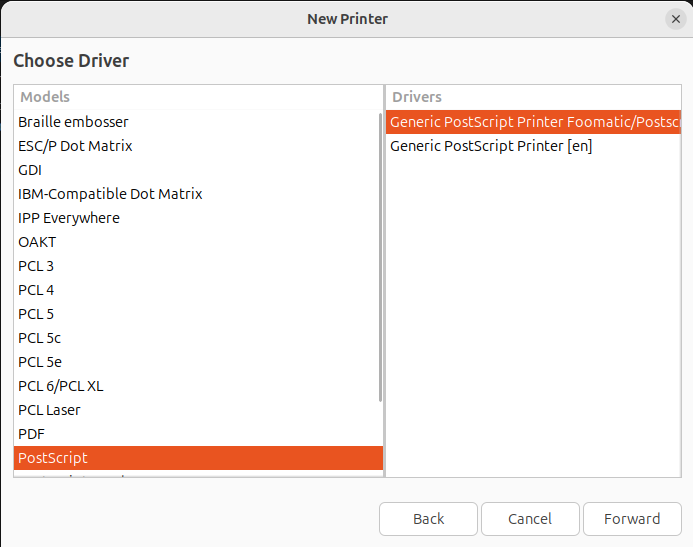 New Printer
Choose Driver
Models
Braille embosser
ESC/P Dot Matrix
GDI
IBM-Compatible Dot Matrix
IPP Everywhere
OAKT
PCL 3
PCL 4
PCL 5
PCL 5c
PCL 5e
PCL 6/PCL XL
PCL Laser
PDF
PostScript
Drivers
Generic PostScript Printer Foomatic/Postscr
Generic PostScript Printer [en]
Back
Cancel
Forward